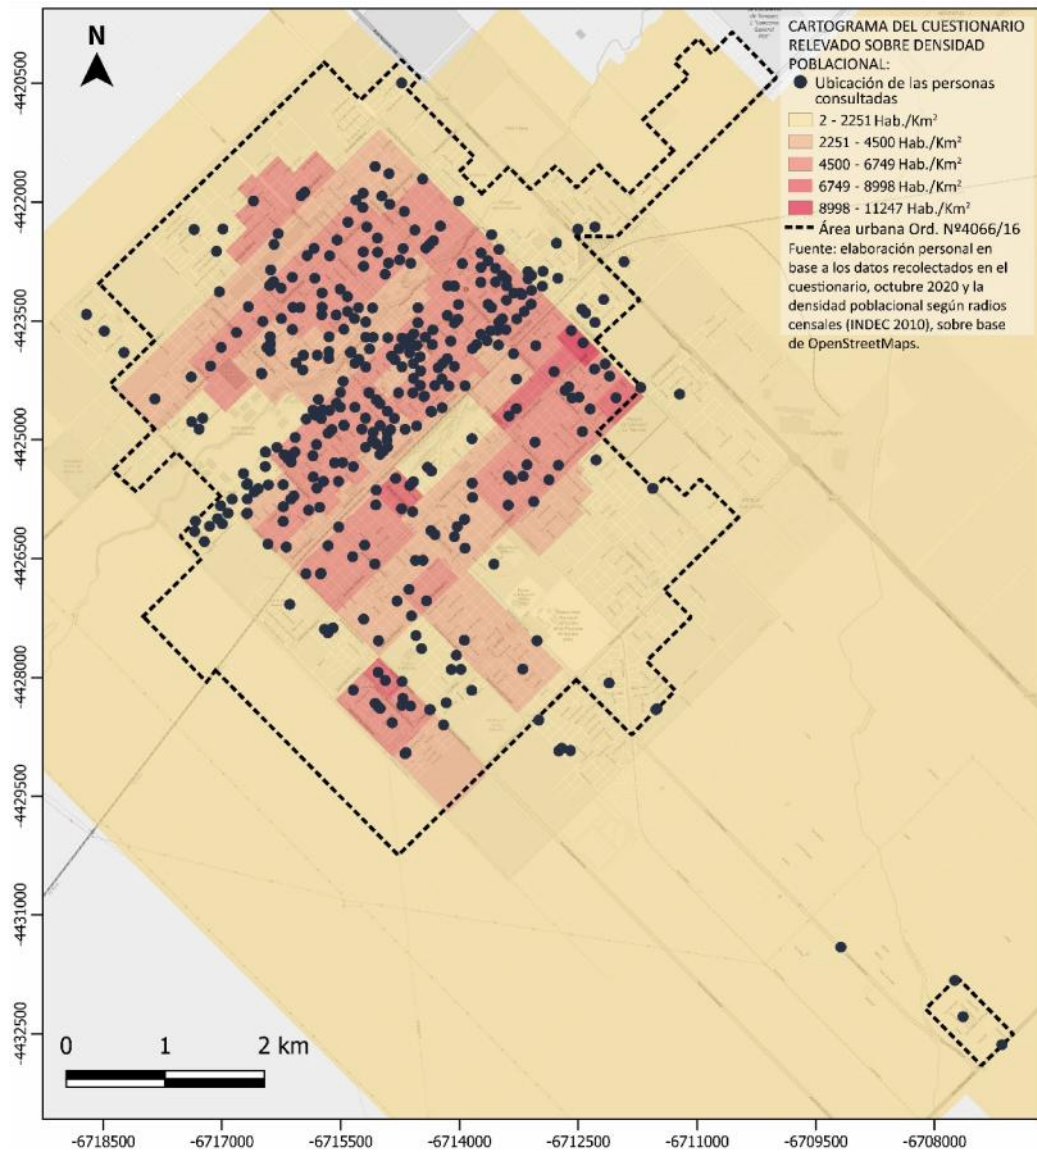 CARTOGRAMA DEL CUESTIONARIO
RELEVADO SOBRE DENSIDAD
POBLACIONAL:
Ubicación de las personas
consultadas
2 - 2251 Hab./Km²
2251 - 4500 Hab./Km²
4500 - 6749 Hab./Km²
6749 - 8998 Hab./Km²
8998 - 11247 Hab./Km²
Área urbana Ord. Nº4066/16
Fuente: elaboración personal en
base a los datos recolectados en el
cuestionario, octubre 2020 y la
densidad poblacional según radios
censales (INDEC 2010), sobre base
de OpenStreetMaps.
N
-4420500
-4422000
-4423500
-4425000
-4426500
-4428000
-4429500
-4431000
-4432500
0 1 2 km
-6718500 -6717000 -6715500 -6714000 -6712500 -6711000 -6709500 -6708000